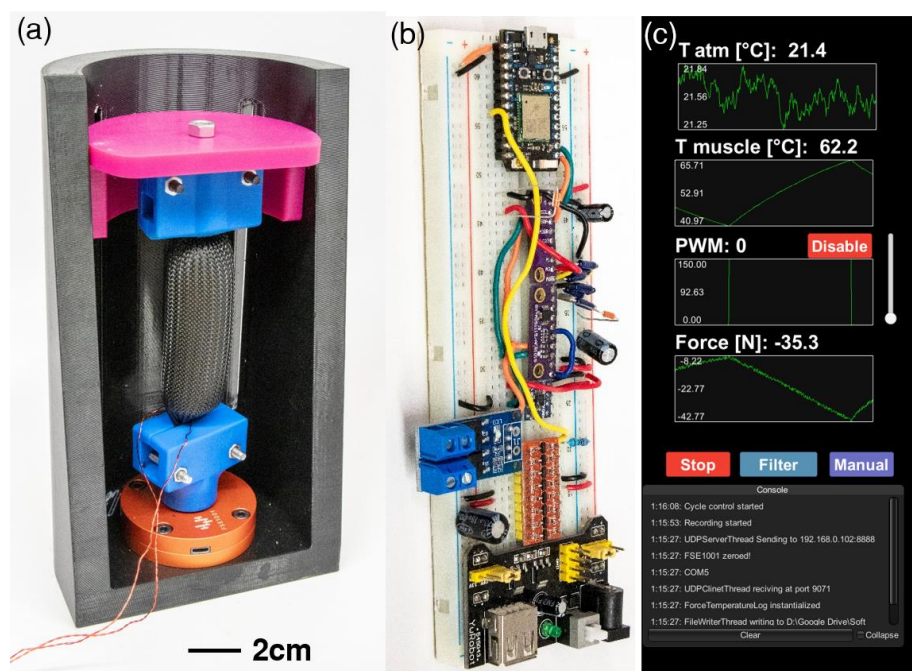 (a)
2cm
(b)
YuRobot
(c)
T atm [°C]: 21.4
21.84
21.56
21.25
T muscle [°C]: 62.2
65.71
52.91
40.97
PWM: 0
Disable
150.00
92.63
0.00
Force [N]: -35.3
-8.22
-22.77
-42.77
Stop Filter Manual
Console
1:16:08: Cycle control started
1:15:53: Recording started
1:15:27: UDPServerThread Sending to 192.168.0.102:8888
1:15:27: FSE1001 zeroed!
1:15:27: COM5
1:15:27: UDPClinetThread reciving at port 9071
1:15:27: ForceTemperatureLog instantialized
1:15:27: FileWriterThread writing to D:\Google Drive\Soft
Clear Collapse